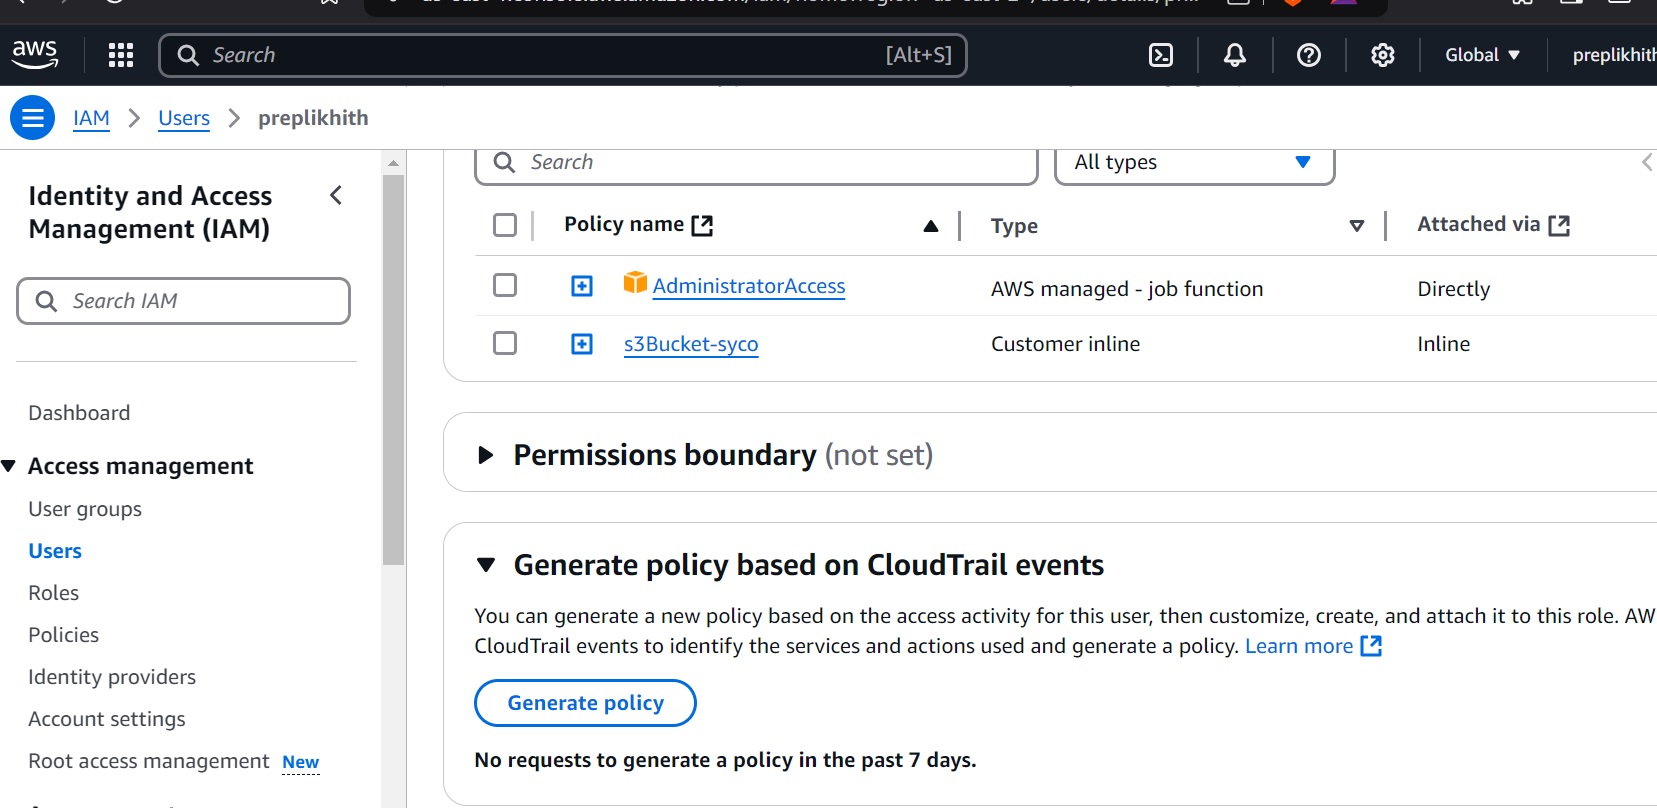 aws
Search [Alt+S]
Global
preplikhith
IAM
Users
preplikhith
Identity and Access
Management (IAM)
Search IAM
Dashboard
Access management
User groups
Users
Roles
Policies
Identity providers
Account settings
Root access management New
Search
All types
Policy name Type Attached via
AdministratorAccess AWS managed - job function Directly
s3Bucket-syco Customer inline Inline
Permissions boundary (not set)
Generate policy based on CloudTrail events
You can generate a new policy based on the access activity for this user, then customize, create, and attach it to this role. AW
CloudTrail events to identify the services and actions used and generate a policy. Learn more
Generate policy
No requests to generate a policy in the past 7 days.